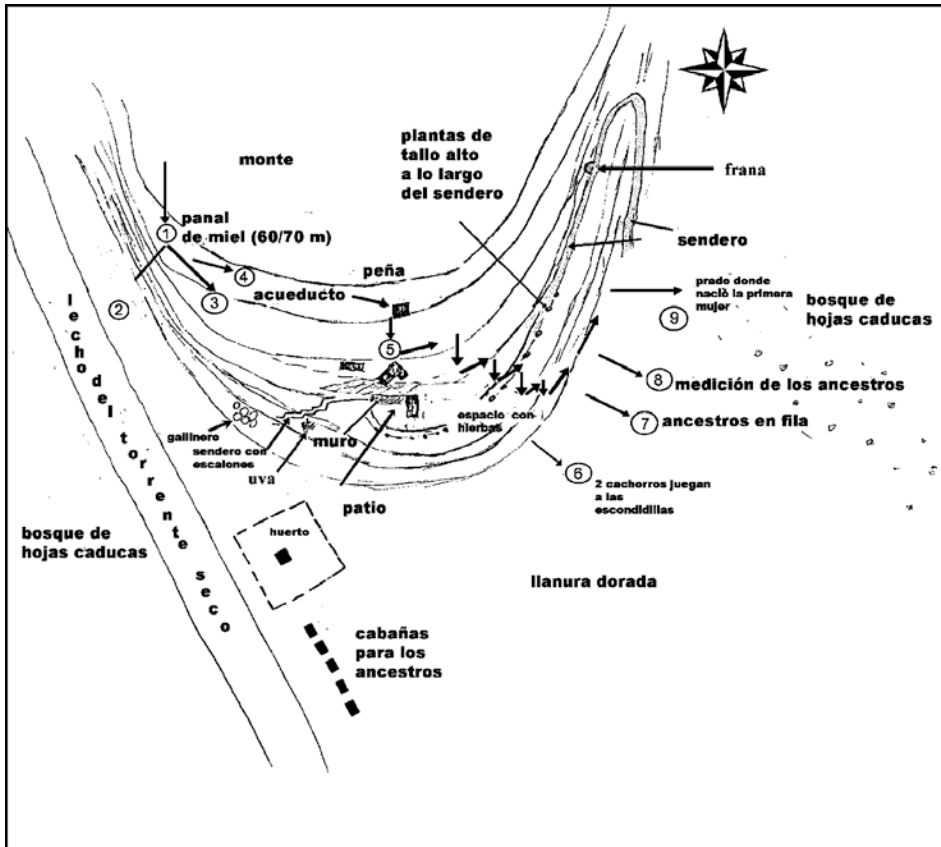 plantas de
tallo alto
a lo largo
del sendero
monte
frana
panal
de miel (60/70 m)
1
sendero
4
peña
3
acueducto
2
prado donde
naciò la primera
mujer
9
bosque de
hojas caducas
5
8
medición de los ancestros
espacio con
hierbas
7
ancestros en fila
gallinero
sendero con
escalones
muro
uva
6
2 cachorros juegan
a las
escondidillas
patio
lecho del torrente seco
bosque de
hojas caducas
huerto
llanura dorada
cabañas
para los
ancestros